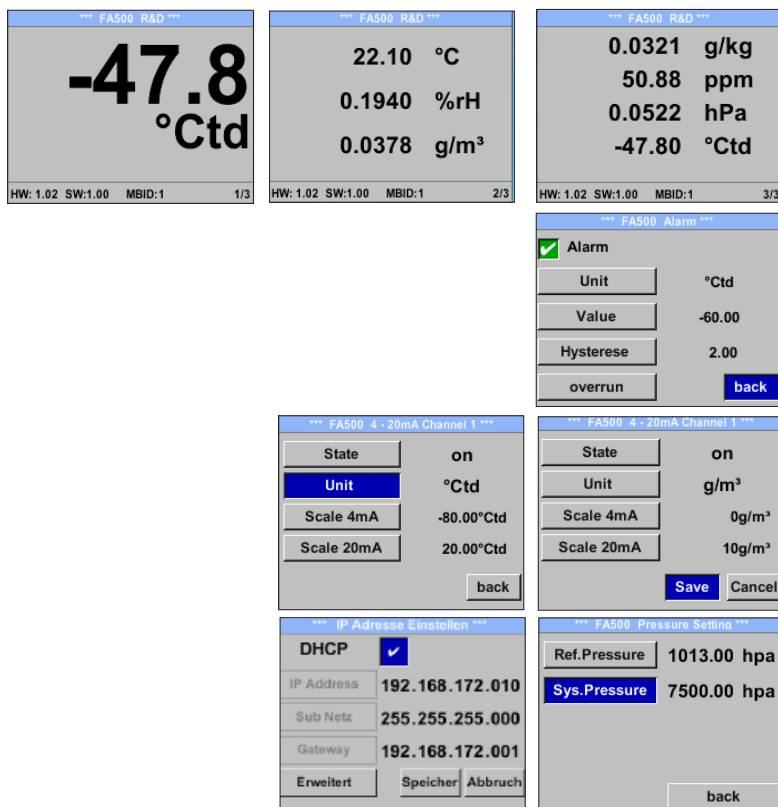 *** FA500 R&D ***
-47.8
°Ctd
HW: 1.02 SW:1.00 MBID:1 1/3
*** FA500 R&D ***
22.10 °C
0.1940 %rH
0.0378 g/m³
HW: 1.02 SW:1.00 MBID:1 2/3
*** FA500 R&D ***
0.0321 g/kg
50.88 ppm
0.0522 hPa
-47.80 °Ctd
HW: 1.02 SW:1.00 MBID:1 3/3
*** FA500 Alarm ***
Alarm
Unit °Ctd
Value -60.00
Hysterese 2.00
overrun back
*** FA500 4 - 20mA Channel 1 ***
State on
Unit °Ctd
Scale 4mA -80.00°Ctd
Scale 20mA 20.00°Ctd
back
*** FA500 4 - 20mA Channel 1 ***
State on
Unit g/m³
Scale 4mA 0g/m³
Scale 20mA 10g/m³
Save Cancel
*** IP Adresse Einstellen ***
DHCP
IP Address 192.168.172.010
Sub Netz 255.255.255.000
Gateway 192.168.172.001
Erweitert Speicher Abbruch
*** FA500 Pressure Setting ***
Ref.Pressure 1013.00 hpa
Sys.Pressure 7500.00 hpa
back